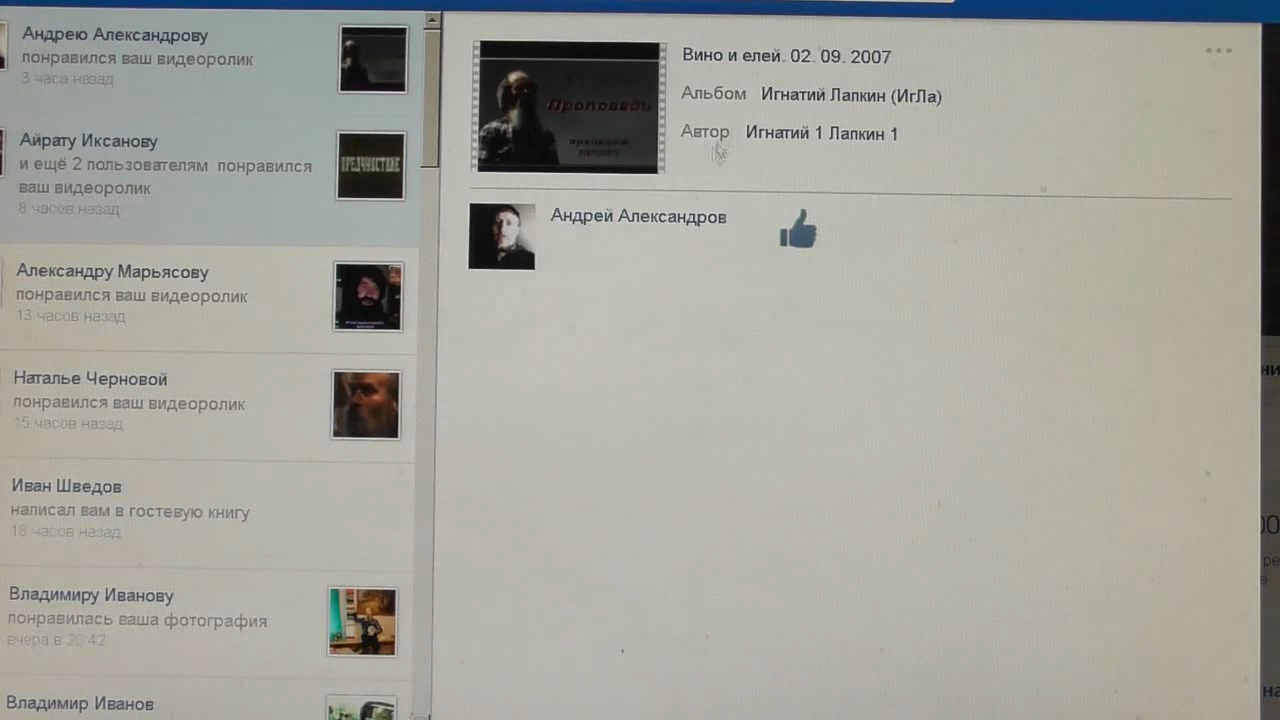 Андрею Александрову
понравился ваш видеоролик
3 часа назад
Айрату Иксанову
и ещё 2 пользователям понравился
ваш видеоролик
8 часов назад
ПРЕДЧУВСТВИЕ
Александру Марьясову
понравился ваш видеоролик
13 часов назад
Наталье Черновой
понравился ваш видеоролик
15 часов назад
Иван Шведов
написал вам в гостевую книгу
18 часов назад
Владимиру Иванову
понравилась ваша фотография
вчера в 20:42
Владимир Иванов
Проповеди
Вино и елей. 02. 09. 2007
Альбом Игнатий Лапкин (ИгЛа)
Автор Игнатий 1 Лапкин 1
Андрей Александров